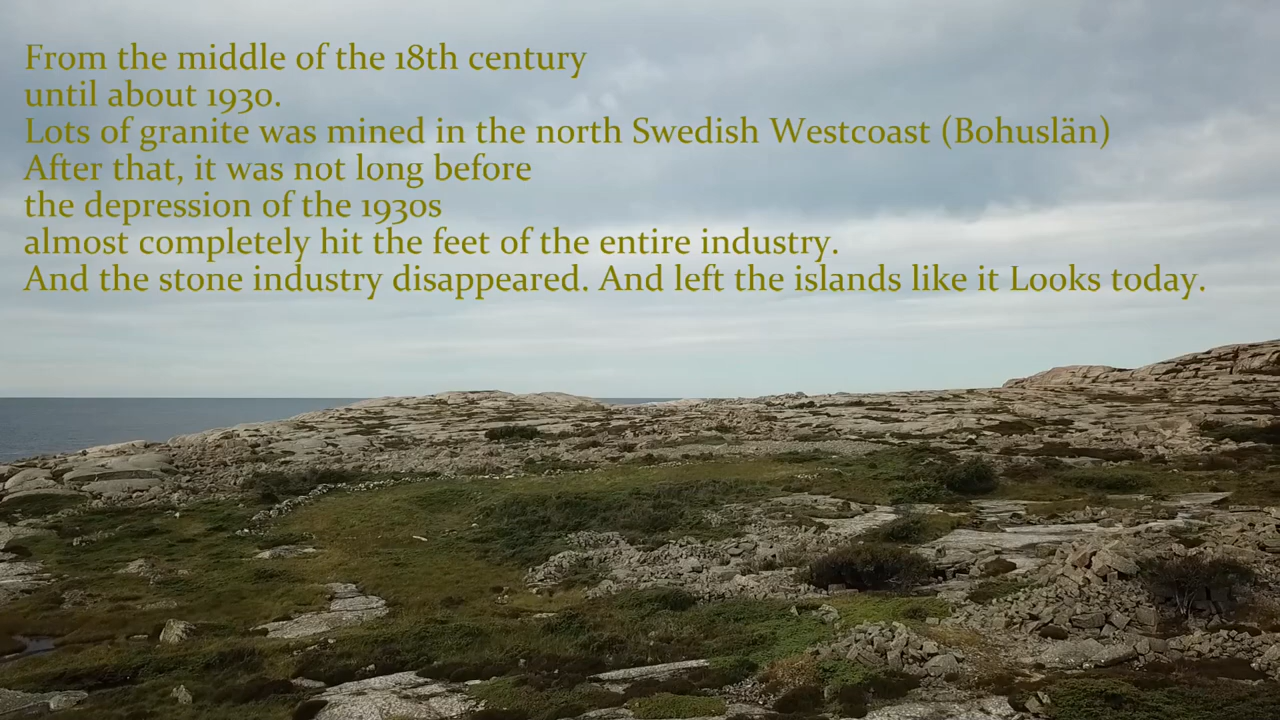 From the middle of the 18th century
until about 1930.
Lots of granite was mined in the north Swedish Westcoast (Bohuslän)
After that, it was not long before
the depression of the 1930s
almost completely hit the feet of the entire industry.
And the stone industry disappeared. And left the islands like it Looks today.